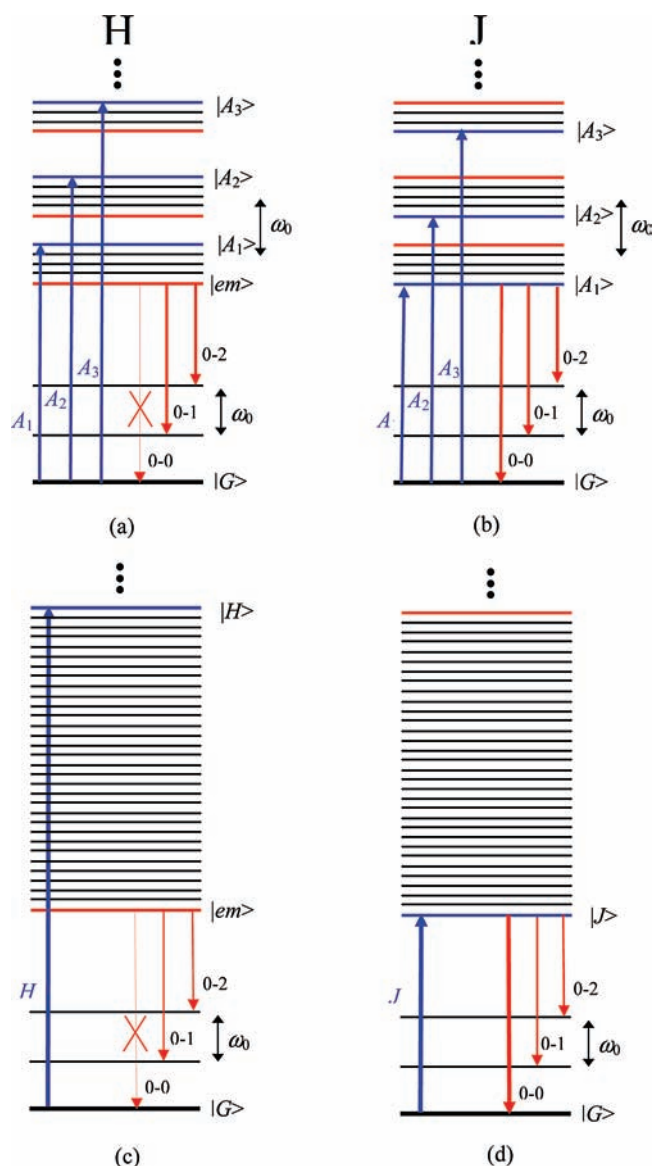 H
|A3>
|A2>
ω0
|A1>
|em>
0-2
A3
A2
A1
0-1
ω0
0-0
|G>
(a)
J
|A3>
|A2>
ω0
|A1>
0-2
A3
A2
A
0-1
ω0
0-0
|G>
(b)
|H>
|em>
H
0-2
0-1
ω0
0-0
|G>
(c)
|J>
J
0-2
0-1
ω0
0-0
|G>
(d)